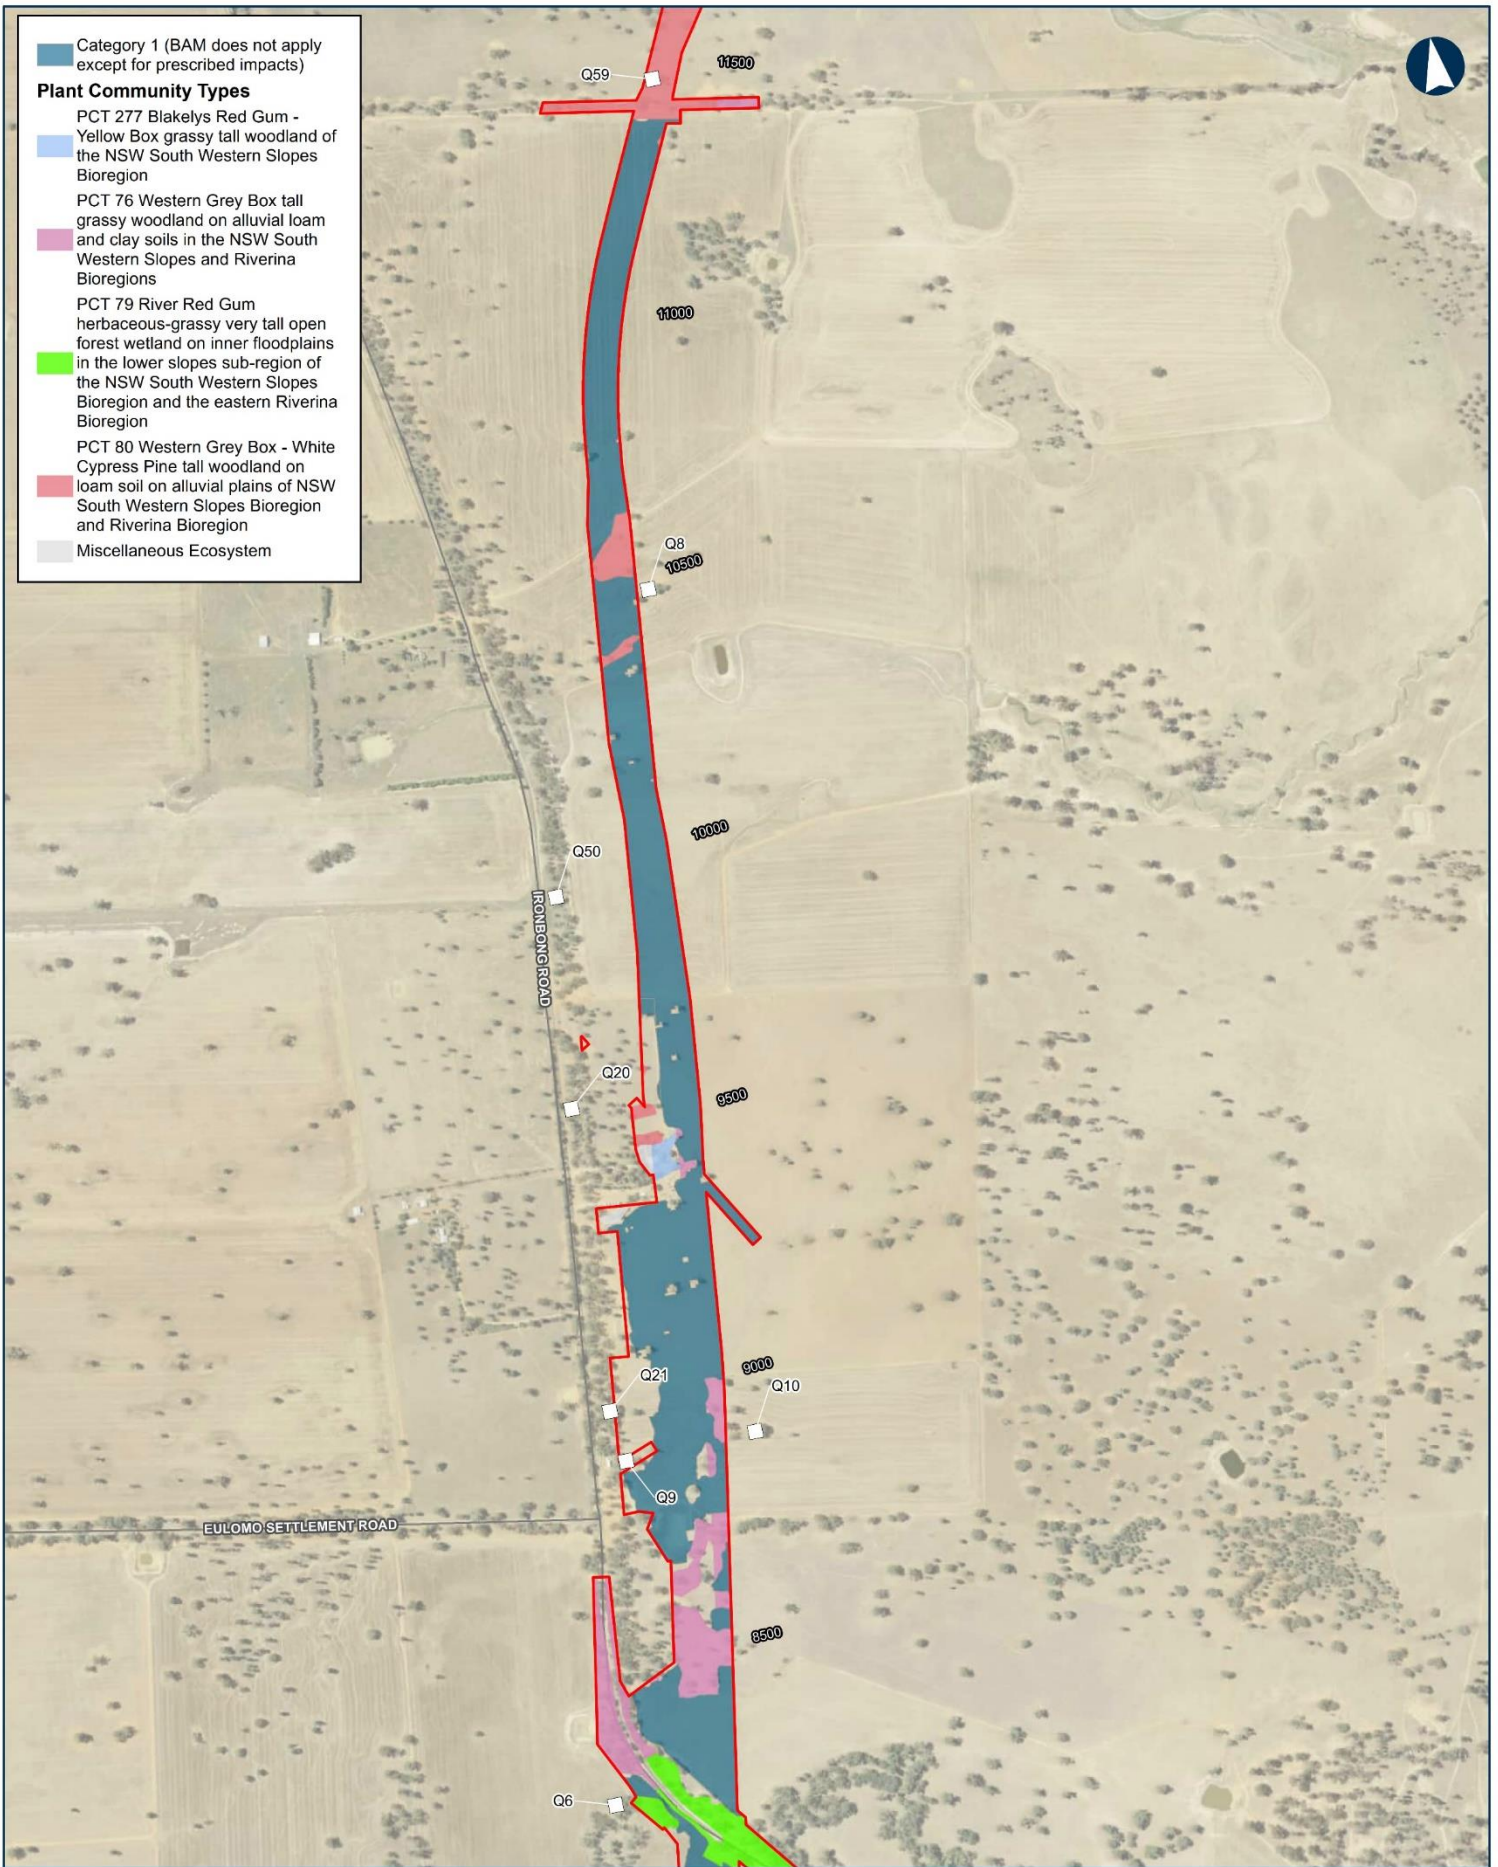 Category 1 (BAM does not apply
except for prescribed impacts)
Plant Community Types
PCT 277 Blakelys Red Gum -
Yellow Box grassy tall woodland of
the NSW South Western Slopes
Bioregion
PCT 76 Western Grey Box tall
grassy woodland on alluvial loam
and clay soils in the NSW South
Western Slopes and Riverina
Bioregions
PCT 79 River Red Gum
herbaceous-grassy very tall open
forest wetland on inner floodplains
in the lower slopes sub-region of
the NSW South Western Slopes
Bioregion and the eastern Riverina
Bioregion
PCT 80 Western Grey Box - White
Cypress Pine tall woodland on
loam soil on alluvial plains of NSW
South Western Slopes Bioregion
and Riverina Bioregion
Miscellaneous Ecosystem
11500
Q59
11000
Q8
10500
10000
Q50
IRONBONG ROAD
Q20
9500
9000
Q21
Q10
Q9
EULOMO SETTLEMENT ROAD
8500
Q6